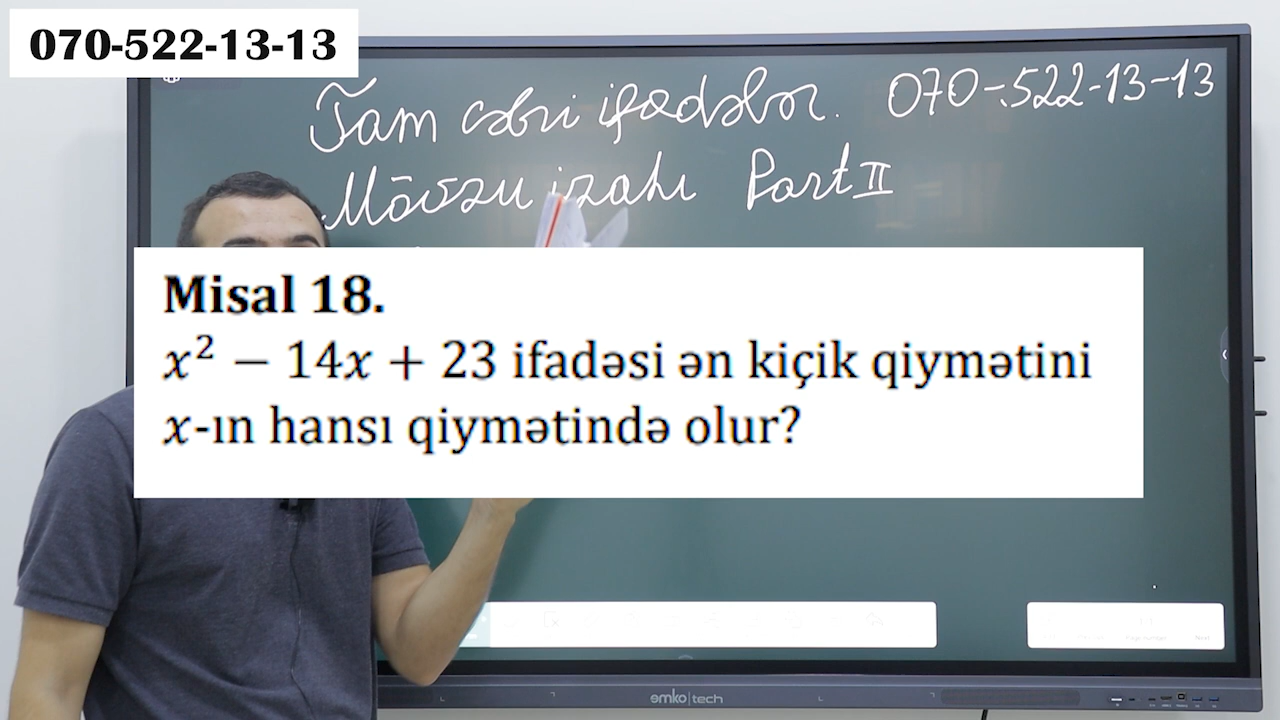 070-522-13-13
Tam cəbri ifadələr. 070-522-13-13
Mövzu izahı Part II
Misal 18.
x² − 14x + 23 ifadəsi ən kiçik qiymətini
x-ın hansı qiymətində olur?
emko|tech